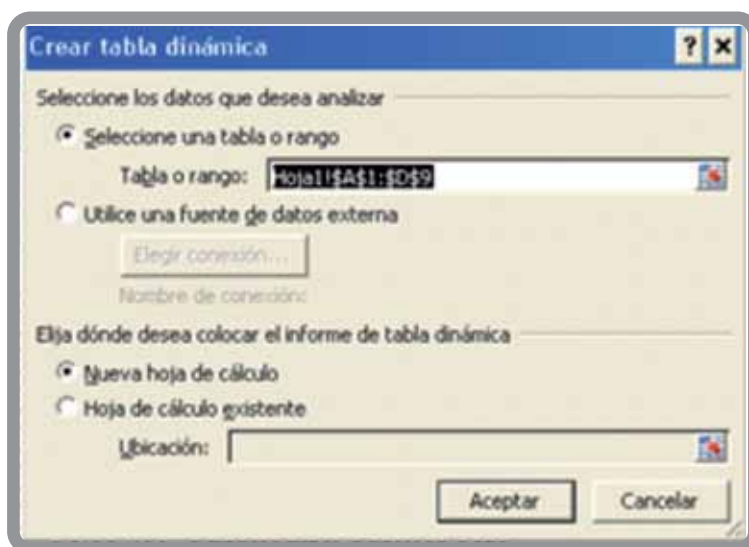 Crear tabla dinámica
Seleccione los datos que desea analizar
Seleccione una tabla o rango
Tabla o rango: Hoja1!$A$1:$D$9
Utilice una fuente de datos externa
Elegir conexión...
Nombre de conexión:
Elija dónde desea colocar el informe de tabla dinámica
Nueva hoja de cálculo
Hoja de cálculo existente
Ubicación:
Aceptar Cancelar